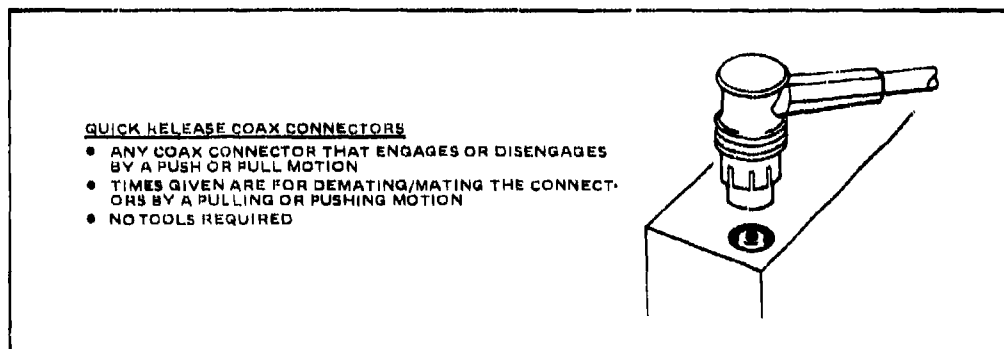 QUICK RELEASE COAX CONNECTORS
• ANY COAX CONNECTOR THAT ENGAGES OR DISENGAGES
BY A PUSH OR PULL MOTION
• TIMES GIVEN ARE FOR DEMATING/MATING THE CONNECT-
ORS BY A PULLING OR PUSHING MOTION
• NO TOOLS REQUIRED